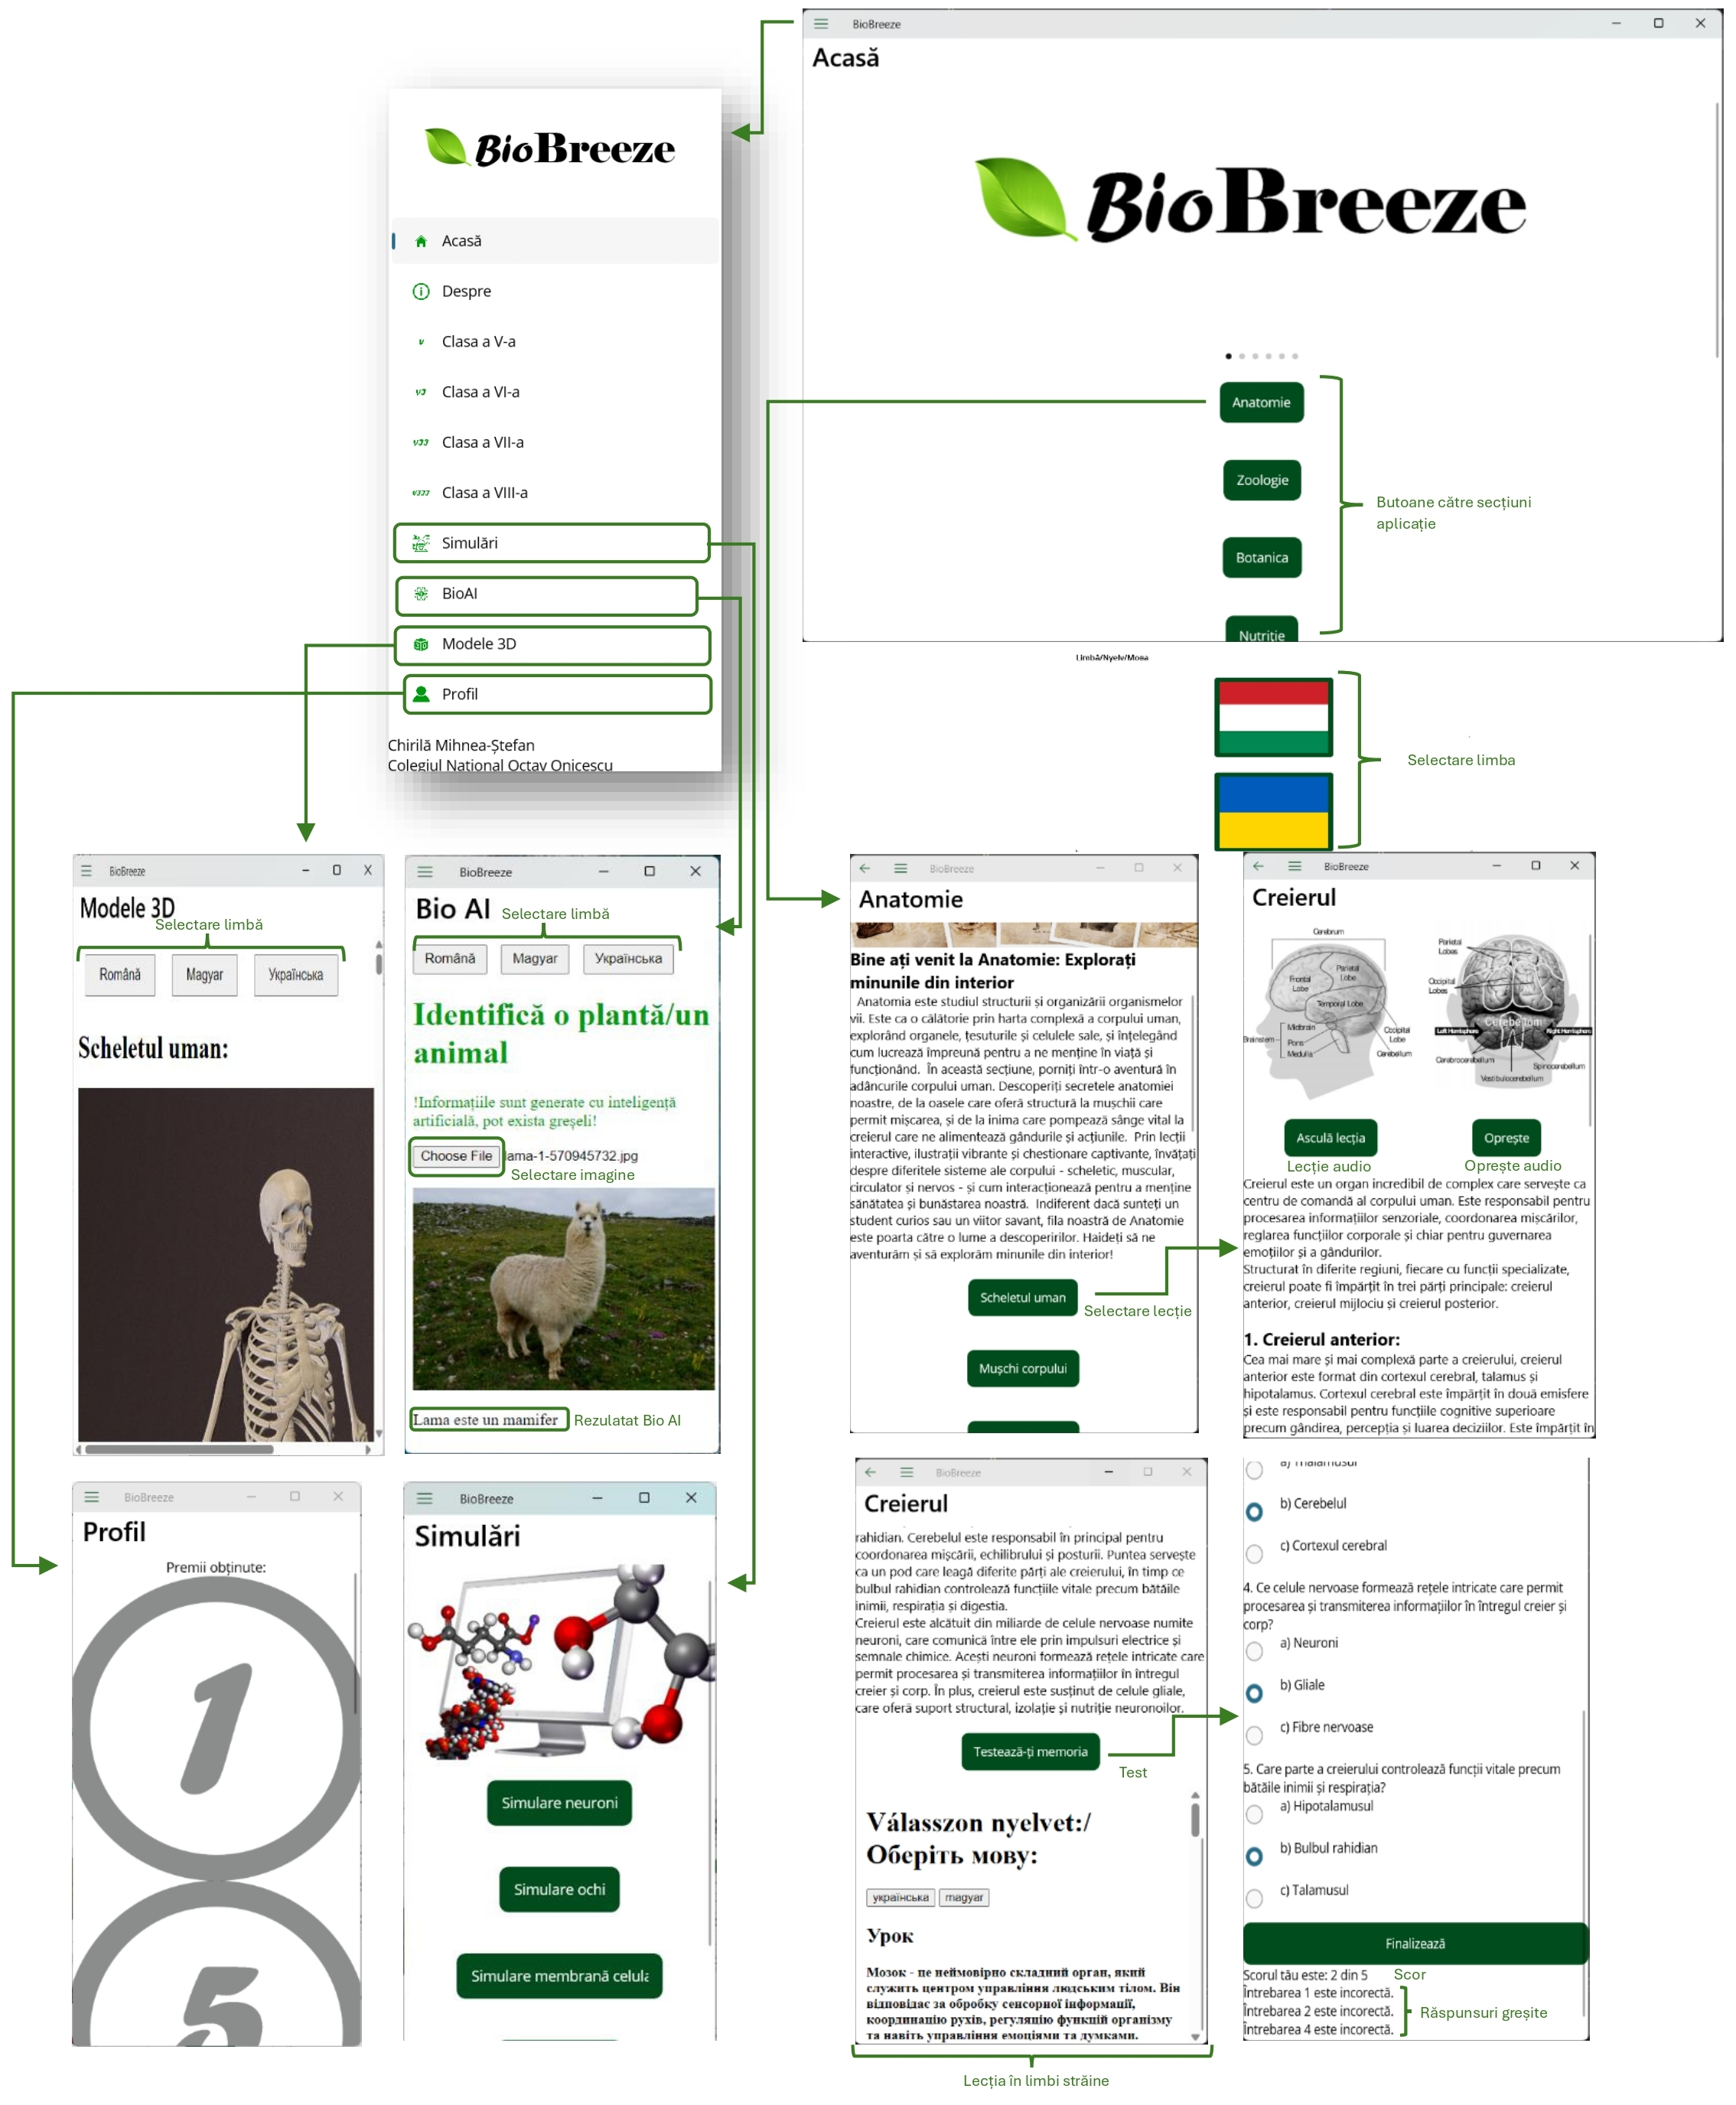 BioBreeze
Acasă
BioBreeze
Anatomie
Zoologie
Botanica
Nutriție
Butoane către secțiuni
aplicație
Limbă/Nyelv/Мова
Selectare limba
BioBreeze
Acasă
Despre
V
Clasa a V-a
VI
Clasa a VI-a
VII
Clasa a VII-a
VIII
Clasa a VIII-a
Simulări
BioAI
Modele 3D
Profil
Chirilă Mihnea-Ștefan
Colegiul Național Octav Onicescu
BioBreeze
Modele 3D
Selectare limbă
Română
Magyar
Українська
Scheletul uman:
BioBreeze
Bio AI
Selectare limbă
Română
Magyar
Українська
Identifică o plantă/un
animal
!Informațiile sunt generate cu inteligență
artificială, pot exista greșeli!
Choose File lama-1-570945732.jpg
Selectare imagine
Lama este un mamifer
Rezulatat Bio AI
BioBreeze
Anatomie
Bine ați venit la Anatomie: Explorați
minunile din interior
Anatomia este studiul structurii și organizării organismelor
vii. Este ca o călătorie prin harta complexă a corpului uman,
explorând organele, țesuturile și celulele sale, și înțelegând
cum lucrează împreună pentru a ne menține în viață și
funcționând. În această secțiune, porniți într-o aventură în
adâncurile corpului uman. Descoperiți secretele anatomiei
noastre, de la oasele care oferă structură la mușchii care
permit mișcarea, și de la inima care pompează sânge vital la
creierul care ne alimentează gândurile și acțiunile. Prin lecții
interactive, ilustrații vibrante și chestionare captivante, învățați
despre diferitele sisteme ale corpului - scheletic, muscular,
circulator și nervos - și cum interacționează pentru a menține
sănătatea și bunăstarea noastră. Indiferent dacă sunteți un
student curios sau un viitor savant, fila noastră de Anatomie
este poarta către o lume a descoperirilor. Haideți să ne
aventurăm și să explorăm minunile din interior!
Scheletul uman
Selectare lecție
Mușchi corpului
BioBreeze
Creierul
Cerebrum
Frontal
Lobe
Parietal
Lobe
Temporal Lobe
Brainstem
Midbrain
Pons
Medulla
Occipital
Lobe
Cerebellum
Parietal
Lobes
Occipital
Lobes
Cerebellum
Left Hemisphere
Right Hemisphere
Cerebrocerebellum
Spinocerebellum
Vestibulocerebellum
Asculă lecția
Oprește
Lecție audio
Oprește audio
Creierul este un organ incredibil de complex care servește ca
centru de comandă al corpului uman. Este responsabil pentru
procesarea informațiilor senzoriale, coordonarea mișcărilor,
reglarea funcțiilor corporale și chiar pentru guvernarea
emoțiilor și a gândurilor.
Structurat în diferite regiuni, fiecare cu funcții specializate,
creierul poate fi împărțit în trei părți principale: creierul
anterior, creierul mijlociu și creierul posterior.
1. Creierul anterior:
Cea mai mare și mai complexă parte a creierului, creierul
anterior este format din cortexul cerebral, talamus și
hipotalamus. Cortexul cerebral este împărțit în două emisfere
și este responsabil pentru funcțiile cognitive superioare
precum gândirea, percepția și luarea deciziilor. Este împărțit în
BioBreeze
Profil
Premii obținute:
1
5
BioBreeze
Simulări
Simulare neuroni
Simulare ochi
Simulare membrană celula
BioBreeze
Creierul
rahidian. Cerebelul este responsabil în principal pentru
coordonarea mișcării, echilibrului și posturii. Puntea servește
ca un pod care leagă diferite părți ale creierului, în timp ce
bulbul rahidian controlează funcțiile vitale precum bătăile
inimii, respirația și digestia.
Creierul este alcătuit din miliarde de celule nervoase numite
neuroni, care comunică între ele prin impulsuri electrice și
semnale chimice. Acești neuroni formează rețele intricate care
permit procesarea și transmiterea informațiilor în întregul
creier și corp. În plus, creierul este susținut de celule gliale,
care oferă suport structural, izolație și nutriție neuronoilor.
Testează-ți memoria
Test
Válasszon nyelvet:/
Оберіть мову:
українська
magyar
Урок
Мозок - це неймовірно складний орган, який
служить центром управління людським тілом. Він
відповідає за обробку сенсорної інформації,
координацію рухів, регуляцію функцій організму
та навіть управління емоціями та думками.
Lecția în limbi străine
a) Thalamusul
b) Cerebelul
c) Cortexul cerebral
4. Ce celule nervoase formează rețele intricate care permit
procesarea și transmiterea informațiilor în întregul creier și
corp?
a) Neuroni
b) Gliale
c) Fibre nervoase
5. Care parte a creierului controlează funcții vitale precum
bătăile inimii și respirația?
a) Hipotalamusul
b) Bulbul rahidian
c) Talamusul
Finalizează
Scorul tău este: 2 din 5
Scor
Întrebarea 1 este incorectă.
Întrebarea 2 este incorectă.
Întrebarea 4 este incorectă.
Răspunsuri greșite